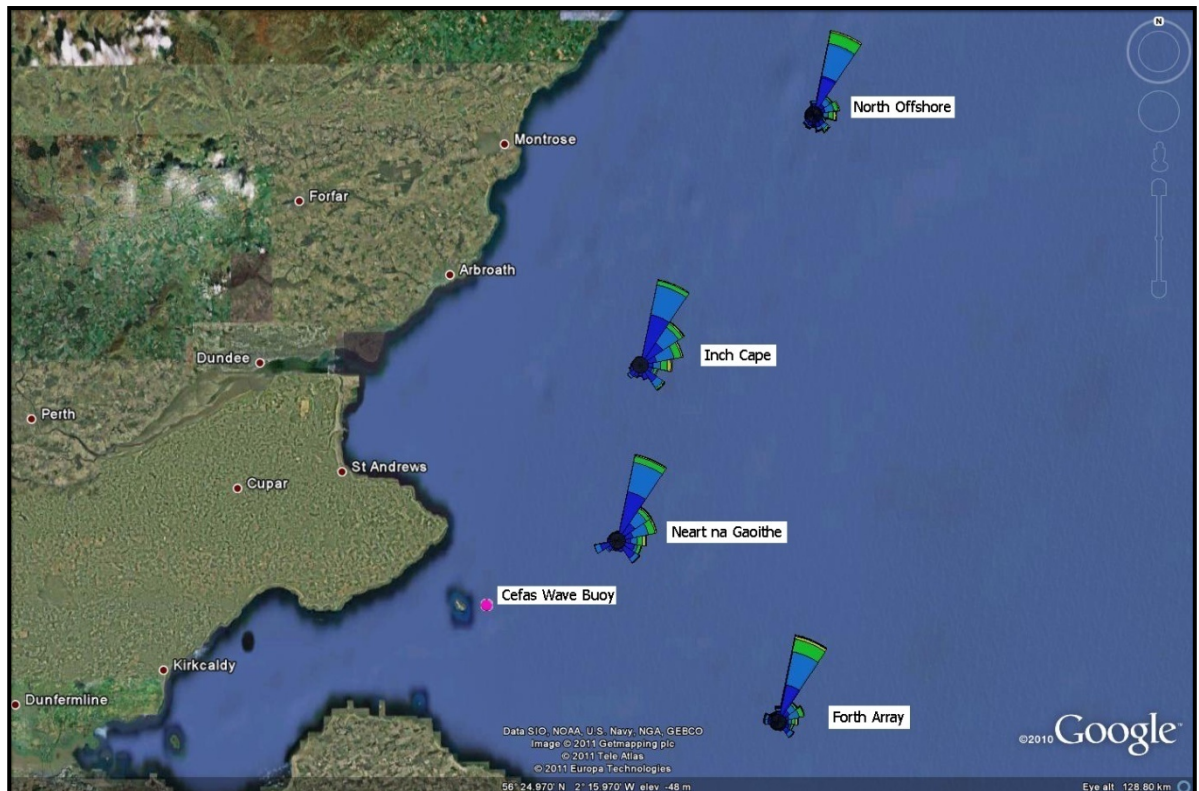 N
North Offshore
Montrose
Forfar
Arbroath
Inch Cape
Dundee
Perth
St Andrews
Cupar
Neart na Gaoithe
Cefas Wave Buoy
Kirkcaldy
Dunfermline
Forth Array
Data SIO, NOAA, U.S. Navy, NGA, GEBCO
Image © 2011 Getmapping plc
© 2011 Tele Atlas
© 2011 Europa Technologies
©2010 Google
56° 24.970' N 2° 15.970' W elev -48 m
Eye alt 128.80 km